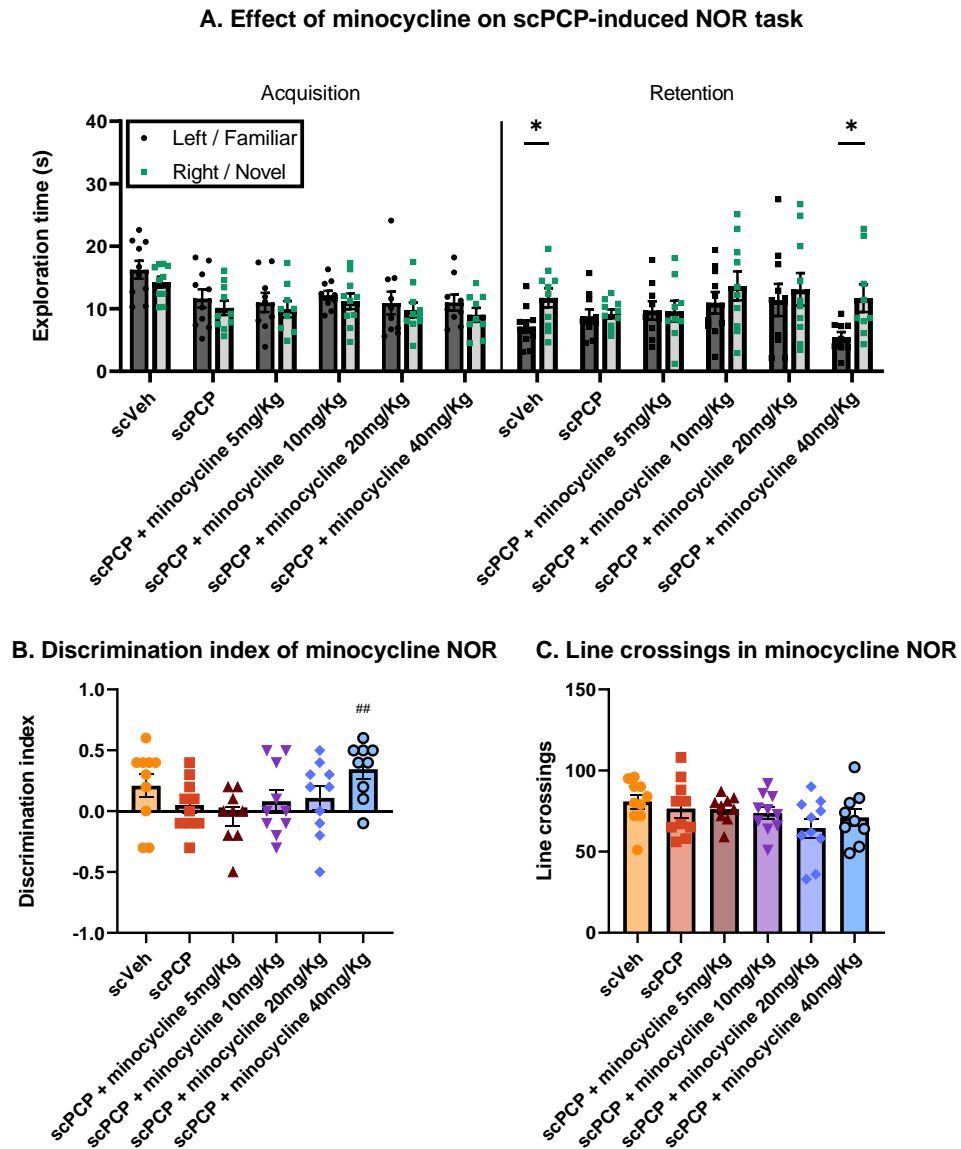 A. Effect of minocycline on scPCP-induced NOR task
Acquisition
Retention
Exploration time (s)
40
30
20
10
0
Left / Familiar
Right / Novel
*
*
scVeh
scPCP
scPCP + minocycline 5mg/Kg
scPCP + minocycline 10mg/Kg
scPCP + minocycline 20mg/Kg
scPCP + minocycline 40mg/Kg
scVeh
scPCP
scPCP + minocycline 5mg/Kg
scPCP + minocycline 10mg/Kg
scPCP + minocycline 20mg/Kg
scPCP + minocycline 40mg/Kg
B. Discrimination index of minocycline NOR
Discrimination index
1.0
0.5
0.0
-0.5
-1.0
##
scVeh
scPCP
scPCP + minocycline 5mg/Kg
scPCP + minocycline 10mg/Kg
scPCP + minocycline 20mg/Kg
scPCP + minocycline 40mg/Kg
C. Line crossings in minocycline NOR
Line crossings
150
100
50
0
scVeh
scPCP
scPCP + minocycline 5mg/Kg
scPCP + minocycline 10mg/Kg
scPCP + minocycline 20mg/Kg
scPCP + minocycline 40mg/Kg